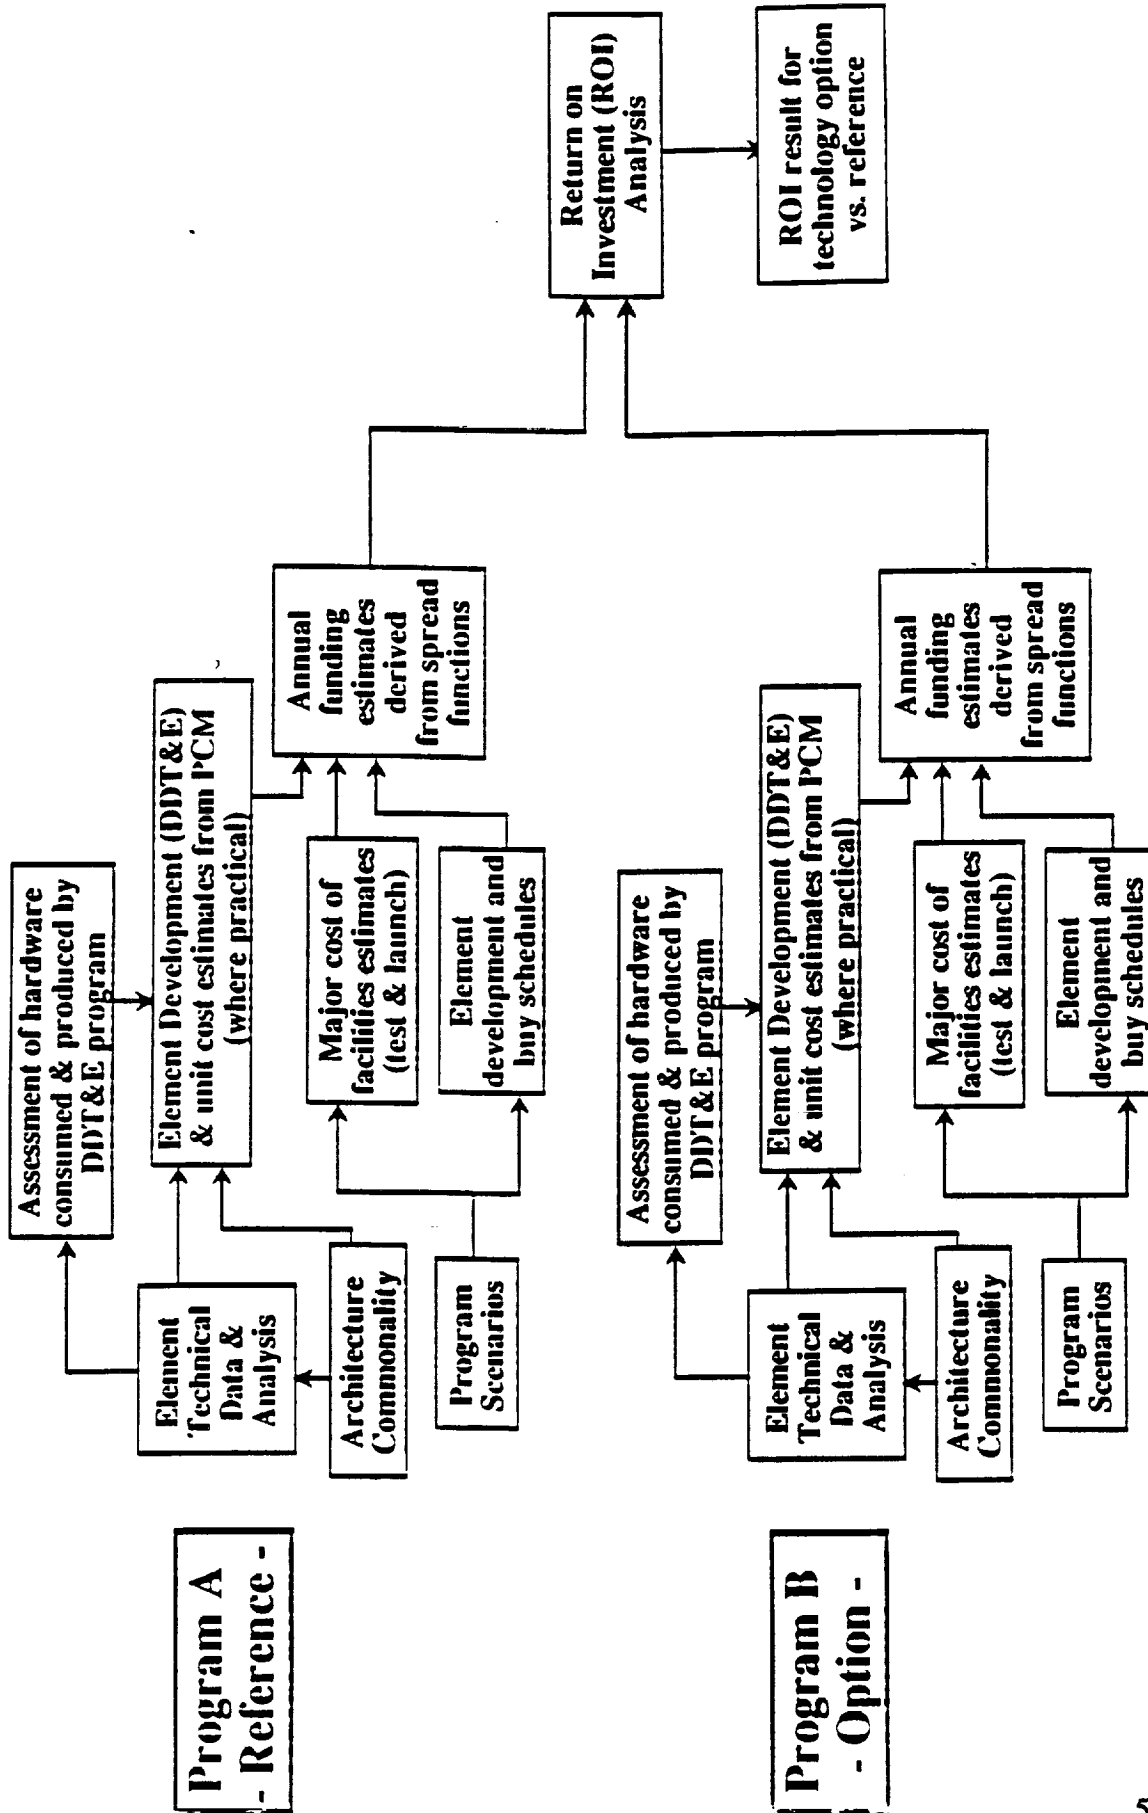 Program A
- Reference -
Assessment of hardware
consumed & produced by
DDT&E program
Element
Technical
Data &
Analysis
Element Development (DDT&E)
& unit cost estimates from PCM
(where practical)
Architecture
Commonality
Major cost of
facilities estimates
(test & launch)
Annual
funding
estimates
derived
from spread
functions
Program
Scenarios
Element
development and
buy schedules
Return on
Investment (ROI)
Analysis
ROI result for
technology option
vs. reference
Program B
- Option -
Assessment of hardware
consumed & produced by
DDT&E program
Element
Technical
Data &
Analysis
Element Development (DDT&E)
& unit cost estimates from PCM
(where practical)
Architecture
Commonality
Major cost of
facilities estimates
(test & launch)
Annual
funding
estimates
derived
from spread
functions
Program
Scenarios
Element
development and
buy schedules